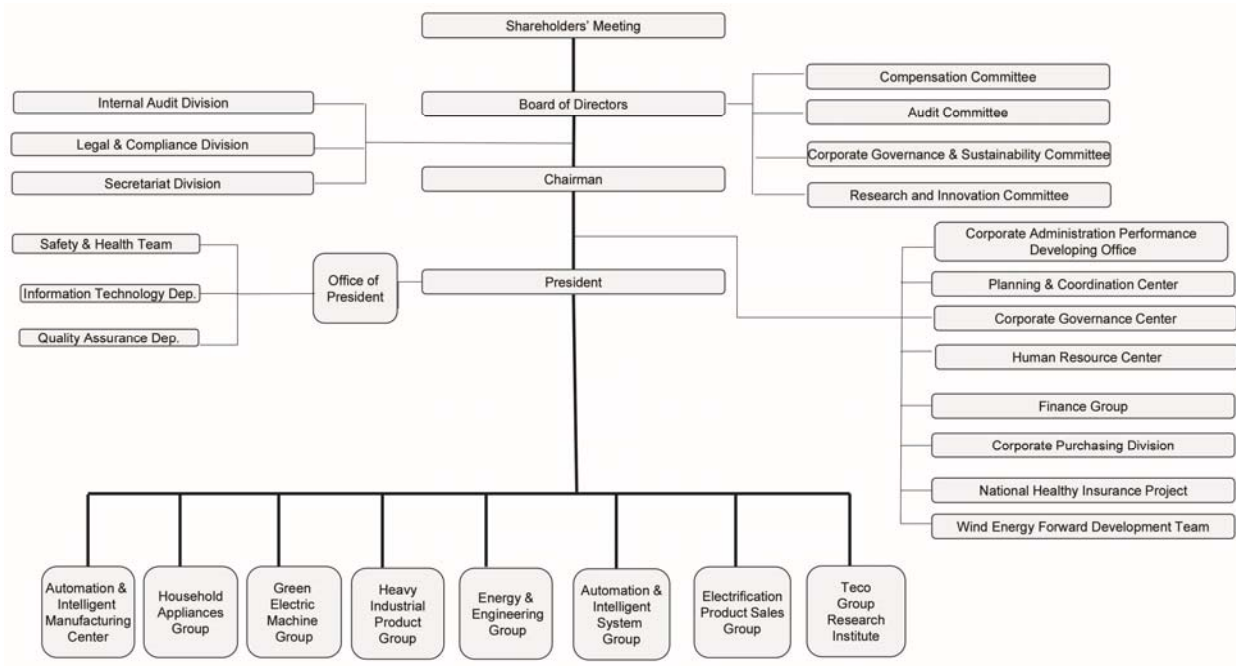 Shareholders' Meeting
Board of Directors
Compensation Committee
Audit Committee
Corporate Governance & Sustainability Committee
Research and Innovation Committee
Internal Audit Division
Legal & Compliance Division
Secretariat Division
Chairman
Safety & Health Team
Information Technology Dep.
Quality Assurance Dep.
Office of
President
President
Corporate Administration Performance
Developing Office
Planning & Coordination Center
Corporate Governance Center
Human Resource Center
Finance Group
Corporate Purchasing Division
National Healthy Insurance Project
Wind Energy Forward Development Team
Automation &
Intelligent
Manufacturing
Center
Household
Appliances
Group
Green
Electric
Machine
Group
Heavy
Industrial
Product
Group
Energy &
Engineering
Group
Automation &
Intelligent
System
Group
Electrification
Product Sales
Group
Teco
Group
Research
Institute